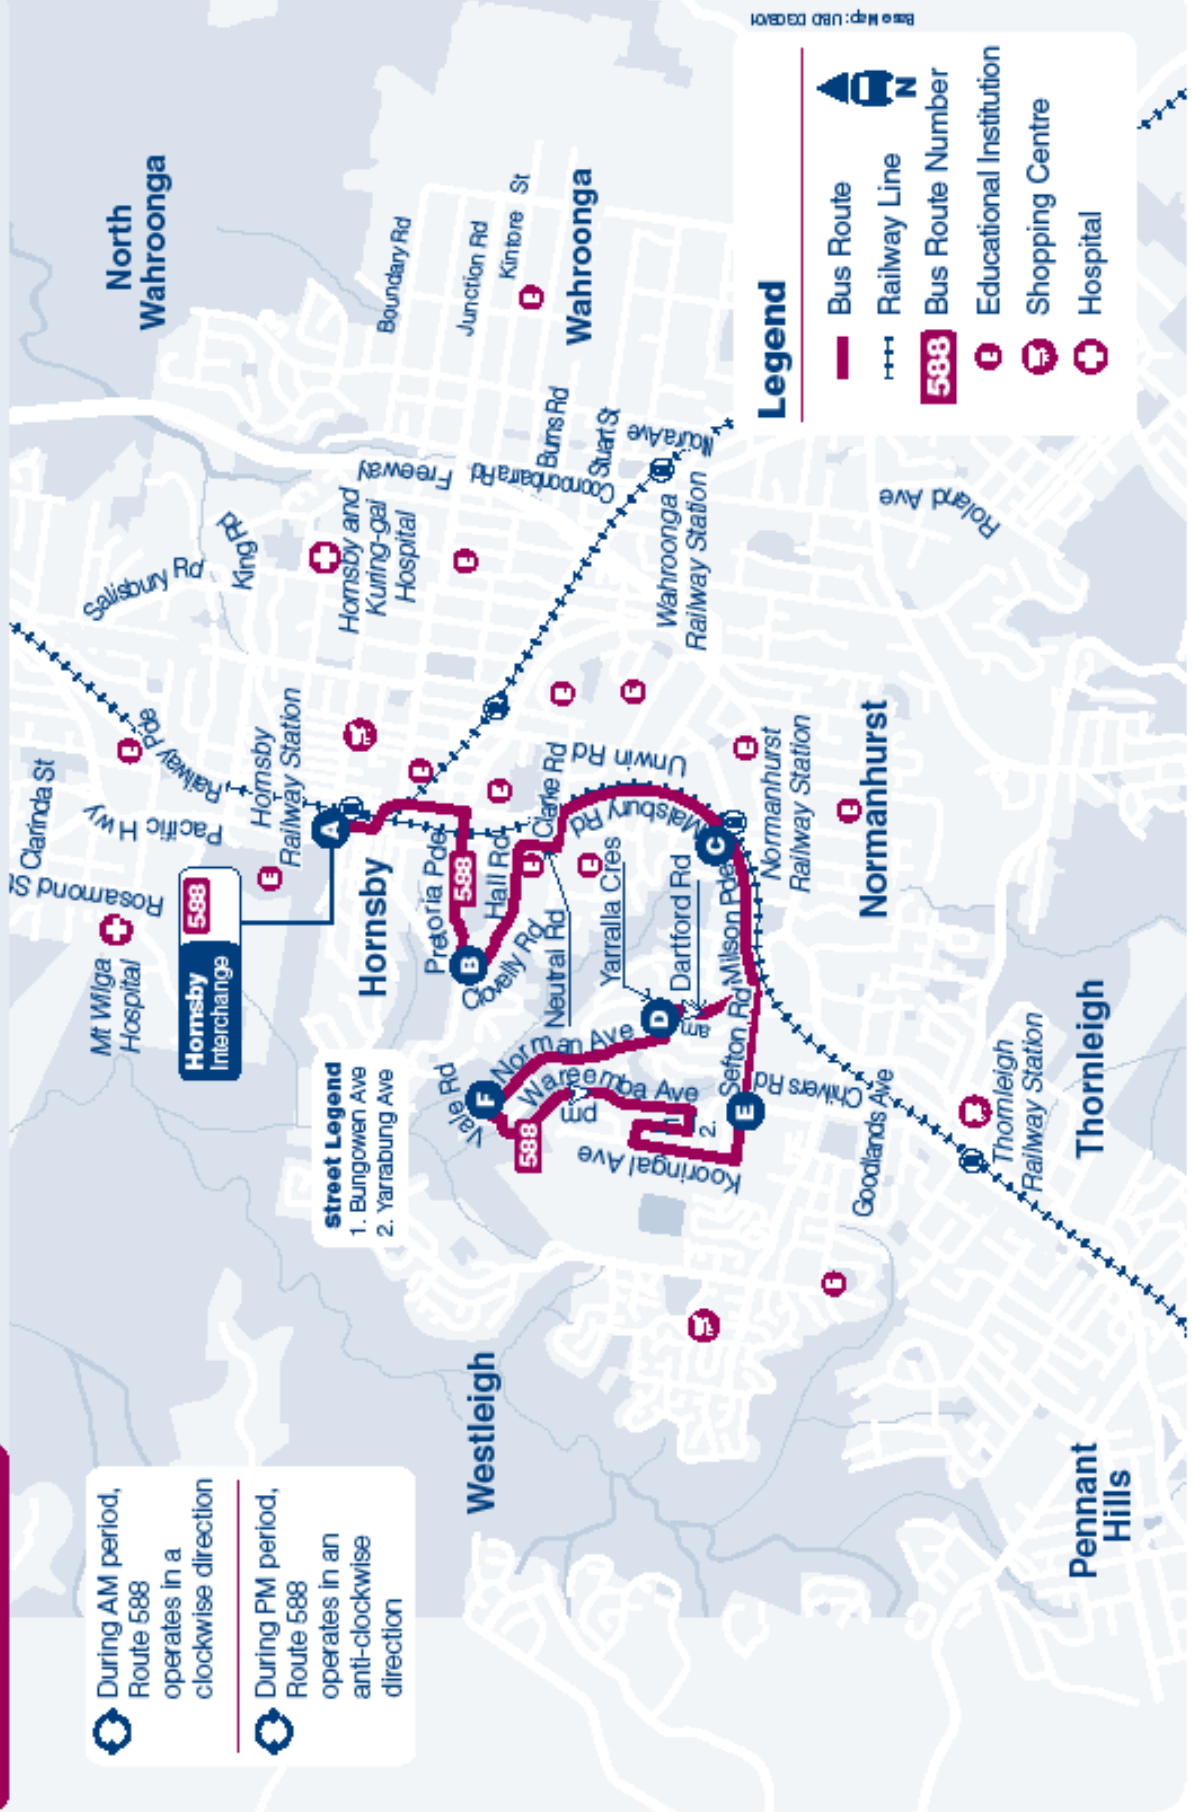 During AM period,
Route 588
operates in a
clockwise direction
During PM period,
Route 588
operates in an
anti-clockwise
direction
Hornsby
Interchange
588
Street Legend
1. Bungowen Ave
2. Yarrabung Ave
Mt Wilga
Hospital
Rosamond St
Clarinda St
Pacific Hwy
Railway Pde
Hornsby
Railway Station
Salisbury Rd
King Rd
North
Wahroonga
Hornsby and
Kuring-gai
Hospital
Freeway
Boundary Rd
Junction Rd
Kintore St
Wahroonga
Burns Rd
Coonanbarra Rd
Stuart St
Wahroonga
Railway Station
Roland Ave
A
Hornsby
Pretoria Pde
588
B
Hall Rd
Clovelly Rd
Clarke Rd
Neutral Rd
Unwin Rd
Malsbury Rd
Yarralla Cres
Dartford Rd
C
Milson Pde
Normanhurst
Railway Station
Normanhurst
D
am
Norman Ave
Vale Rd
F
588
Wareemba Ave
pm
1.
2.
Kooringal Ave
Sefton Rd
E
Chivers Rd
Goodlands Ave
Thornleigh
Railway Station
Thornleigh
Westleigh
Pennant
Hills
Legend
N
Bus Route
Railway Line
588
Bus Route Number
Educational Institution
Shopping Centre
Hospital